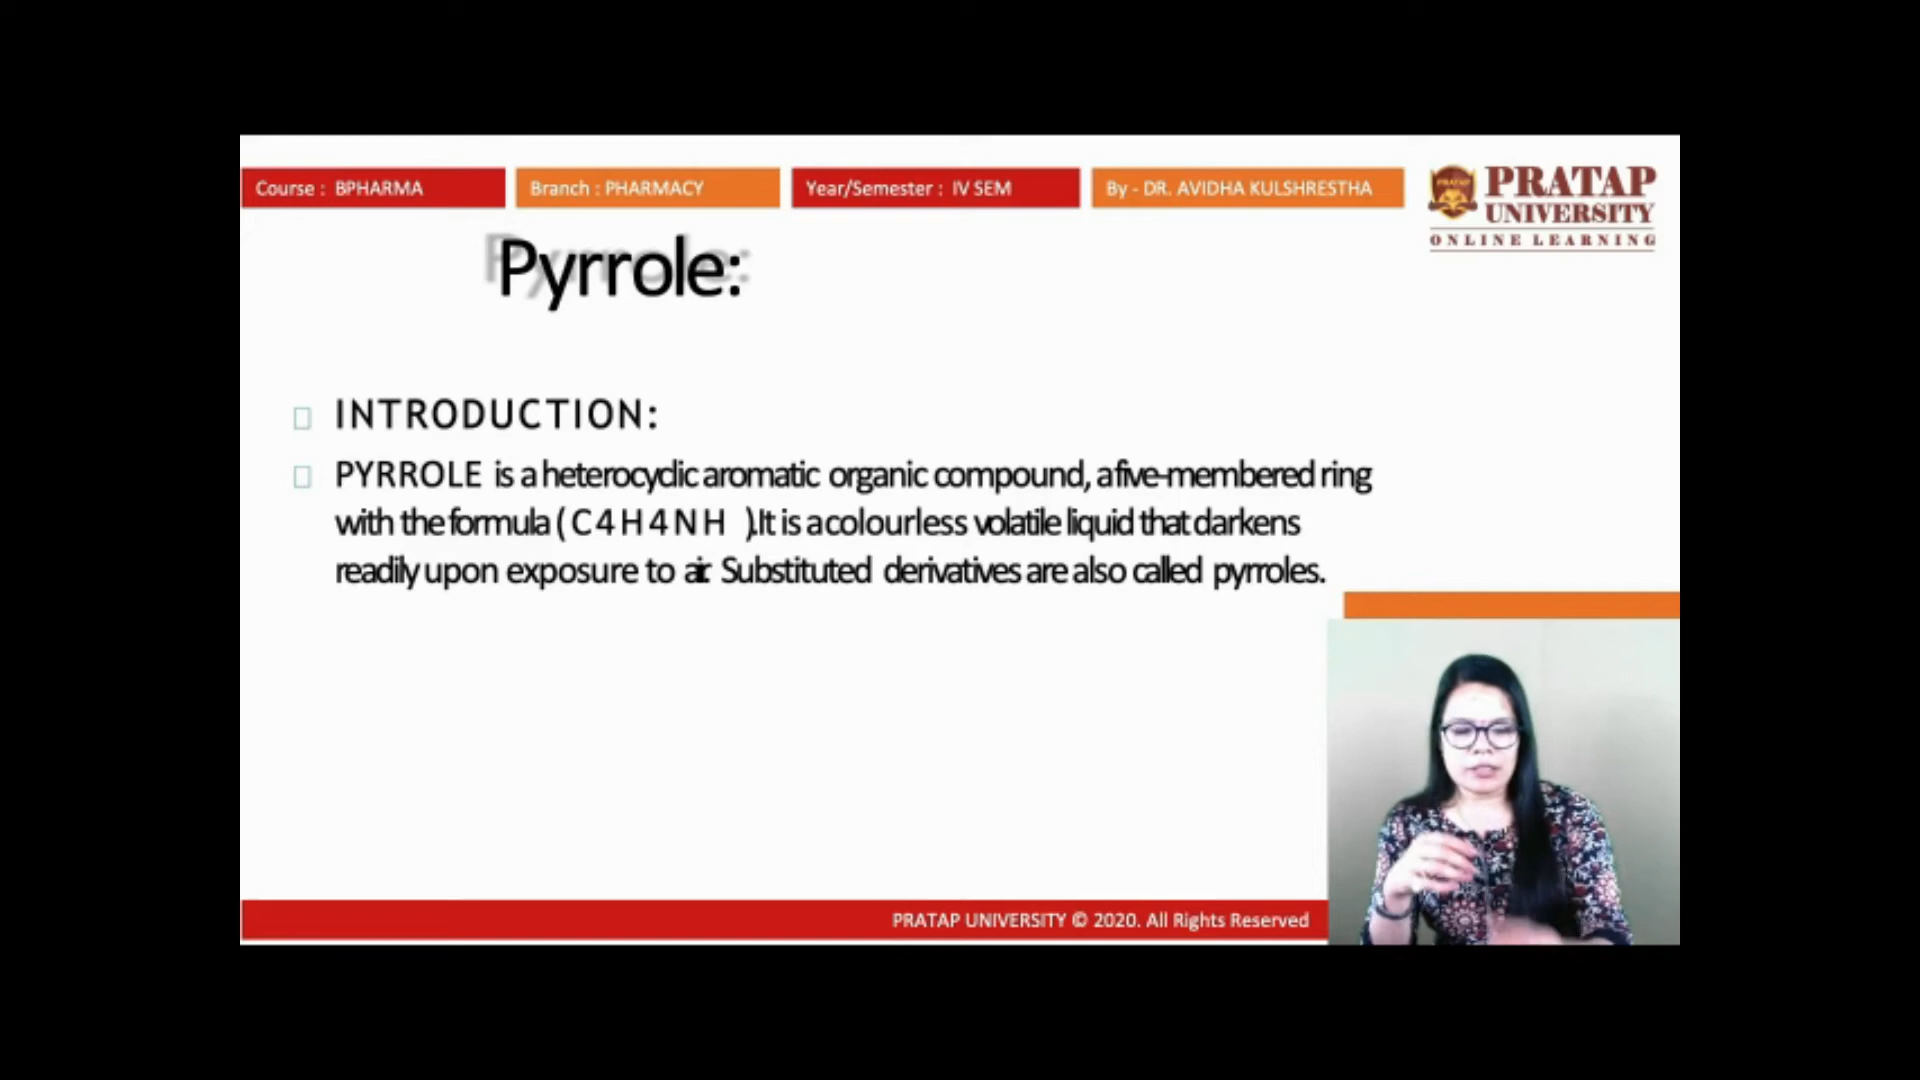 Course : BPHARMA
Branch : PHARMACY
Year/Semester : IV SEM
By - DR. AVIDHA KULSHRESTHA
PRATAP
PRATAP
UNIVERSITY
ONLINE LEARNING
Pyrrole:
INTRODUCTION:
PYRROLE is a heterocyclic aromatic organic compound, a five-membered ring
with the formula ( C4H4NH ).It is a colourless volatile liquid that darkens
readily upon exposure to air. Substituted derivatives are also called pyrroles.
PRATAP UNIVERSITY © 2020. All Rights Reserved